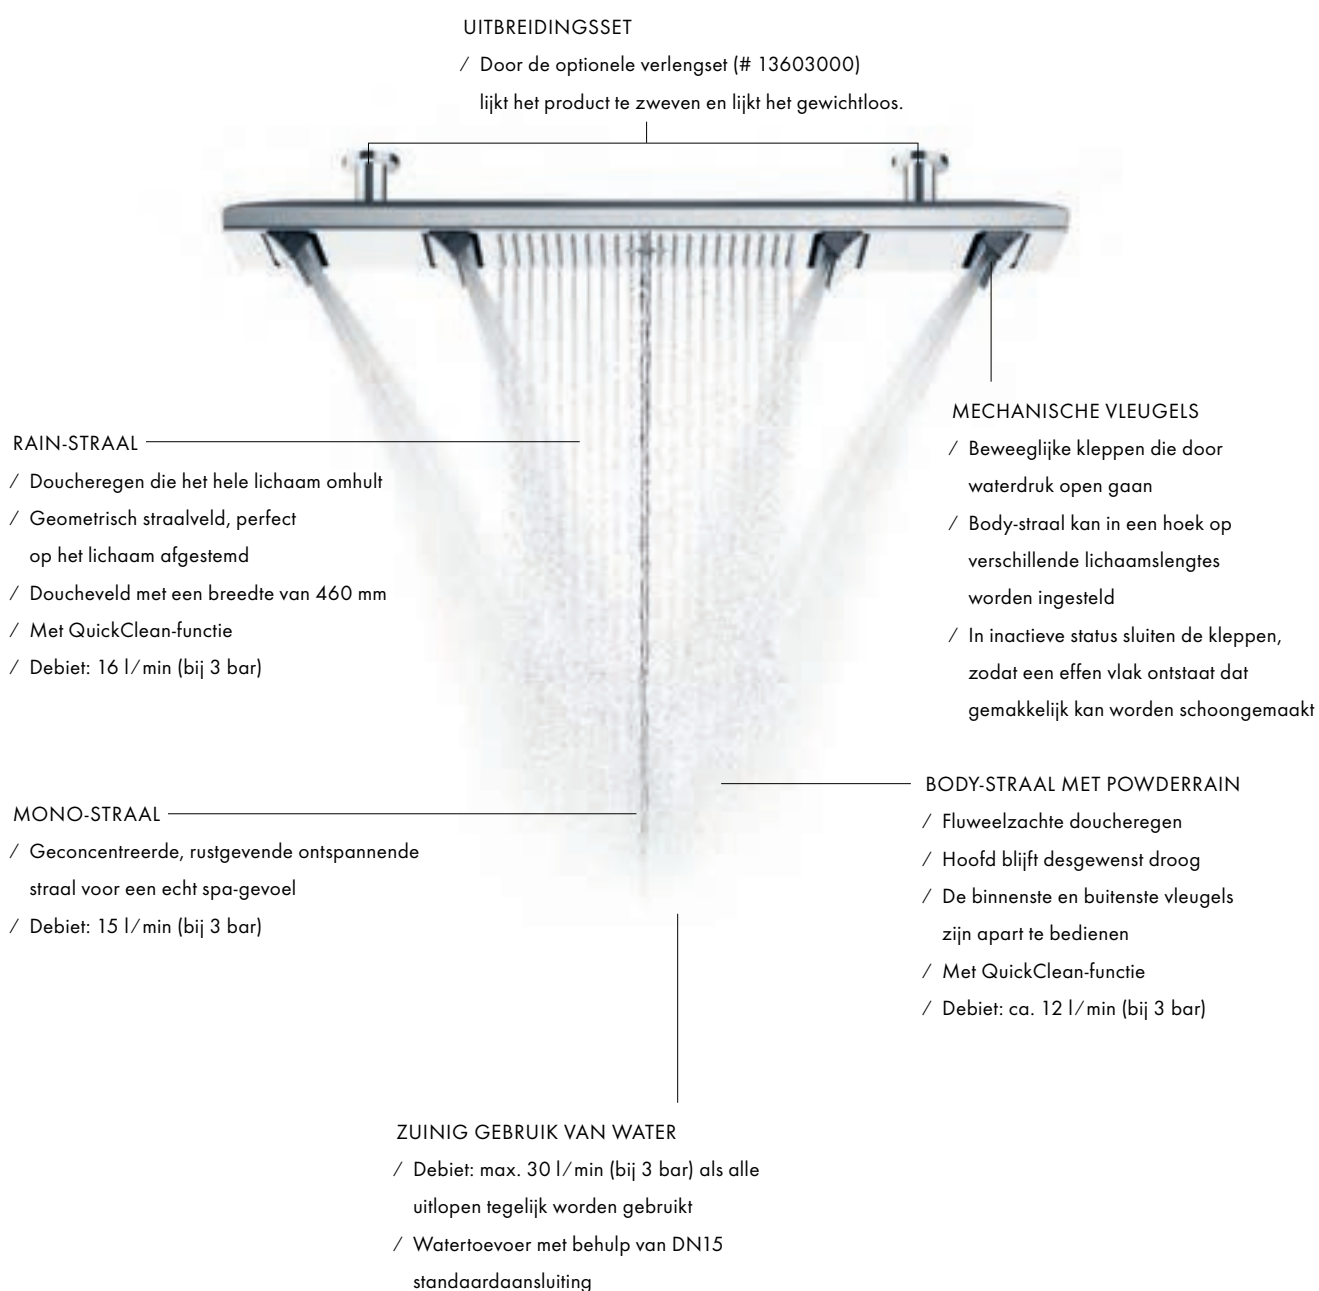 UITBREIDINGSSET
/ Door de optionele verlengset (# 13603000)
lijkt het product te zweven en lijkt het gewichtloos.
RAIN-STRAAL
/ Doucheregen die het hele lichaam omhult
/ Geometrisch straalveld, perfect
op het lichaam afgestemd
/ Doucheveld met een breedte van 460 mm
/ Met QuickClean-functie
/ Debiet: 16 l/min (bij 3 bar)
MECHANISCHE VLEUGELS
/ Beweeglijke kleppen die door
waterdruk open gaan
/ Body-straal kan in een hoek op
verschillende lichaamslengtes
worden ingesteld
/ In inactieve status sluiten de kleppen,
zodat een effen vlak ontstaat dat
gemakkelijk kan worden schoongemaakt
MONO-STRAAL
/ Geconcentreerde, rustgevende ontspannende
straal voor een echt spa-gevoel
/ Debiet: 15 l/min (bij 3 bar)
BODY-STRAAL MET POWDERRAIN
/ Fluweelzachte doucheregen
/ Hoofd blijft desgewenst droog
/ De binnenste en buitenste vleugels
zijn apart te bedienen
/ Met QuickClean-functie
/ Debiet: ca. 12 l/min (bij 3 bar)
ZUINIG GEBRUIK VAN WATER
/ Debiet: max. 30 l/min (bij 3 bar) als alle
uitlopen tegelijk worden gebruikt
/ Watertoevoer met behulp van DN15
standaardaansluiting